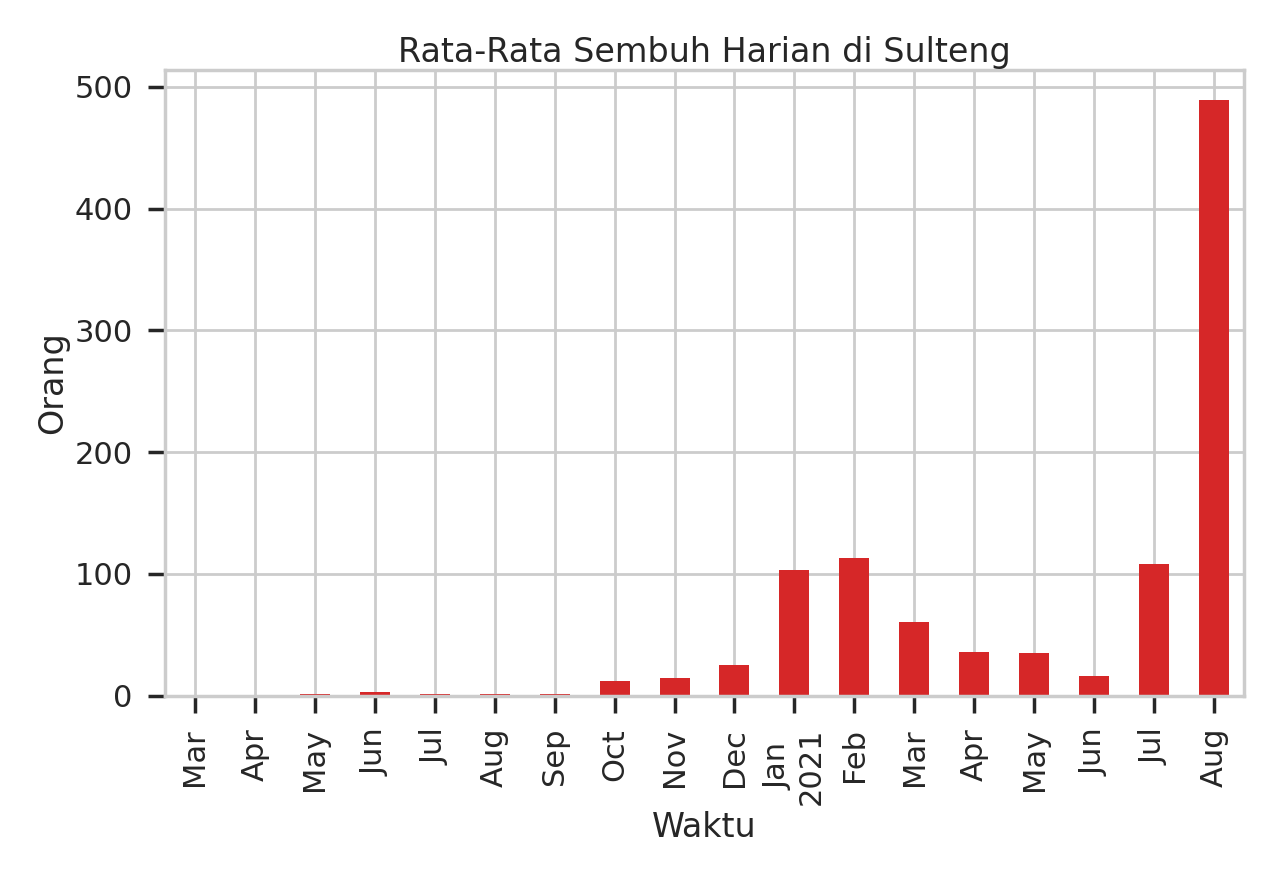 Rata-Rata Sembuh Harian di Sulteng
500
400
300
200
100
0
Orang
Mar
Apr
May
Jun
Jul
Aug
Sep
Oct
Nov
Dec
Jan
2021
Feb
Mar
Apr
May
Jun
Jul
Aug
Waktu